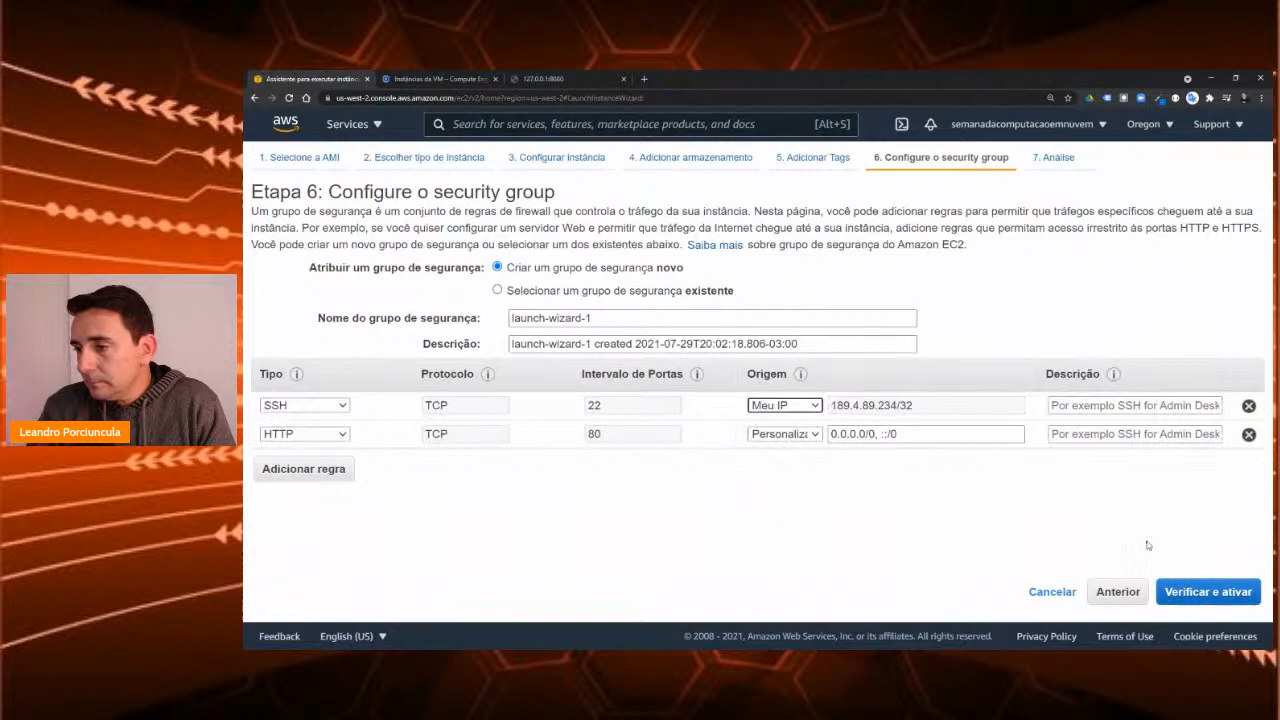 Assistente para executar instânc
Instâncias da VM – Compute Eng
127.0.0.1:8080
us-west-2.console.aws.amazon.com/ec2/v2/home?region=us-west-2#LaunchInstanceWizard:
aws
Services
Search for services, features, marketplace products, and docs
[Alt+S]
semanadacomputacaoemnuvem
Oregon
Support
1. Selecione a AMI
2. Escolher tipo de instância
3. Configurar instância
4. Adicionar armazenamento
5. Adicionar Tags
6. Configure o security group
7. Análise
Etapa 6: Configure o security group
Um grupo de segurança é um conjunto de regras de firewall que controla o tráfego da sua instância. Nesta página, você pode adicionar regras para permitir que tráfegos específicos cheguem até a sua
instância. Por exemplo, se você quiser configurar um servidor Web e permitir que tráfego da Internet chegue até a sua instância, adicione regras que permitam acesso irrestrito às portas HTTP e HTTPS.
Você pode criar um novo grupo de segurança ou selecionar um dos existentes abaixo. Saiba mais sobre grupo de segurança do Amazon EC2.
Atribuir um grupo de segurança: Criar um grupo de segurança novo
Selecionar um grupo de segurança existente
Nome do grupo de segurança: launch-wizard-1
Descrição: launch-wizard-1 created 2021-07-29T20:02:18.806-03:00
Tipo Protocolo Intervalo de Portas Origem Descrição
SSH TCP 22 Meu IP 189.4.89.234/32 Por exemplo SSH for Admin Desk
HTTP TCP 80 Personaliza 0.0.0.0/0, ::/0 Por exemplo SSH for Admin Desk
Adicionar regra
Leandro Porciuncula
Cancelar
Anterior
Verificar e ativar
Feedback
English (US)
© 2008 - 2021, Amazon Web Services, Inc. or its affiliates. All rights reserved.
Privacy Policy
Terms of Use
Cookie preferences